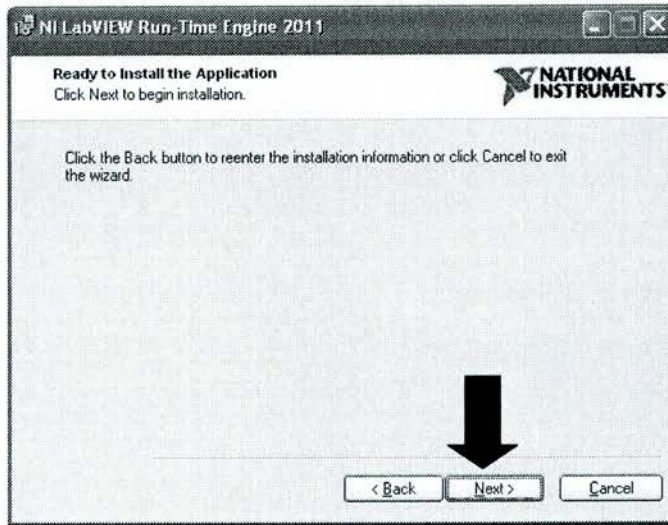 NI LabVIEW Run-Time Engine 2011
Ready to Install the Application
Click Next to begin installation.
NATIONAL
INSTRUMENTS
Click the Back button to reenter the installation information or click Cancel to exit
the wizard.
< Back
Next >
Cancel